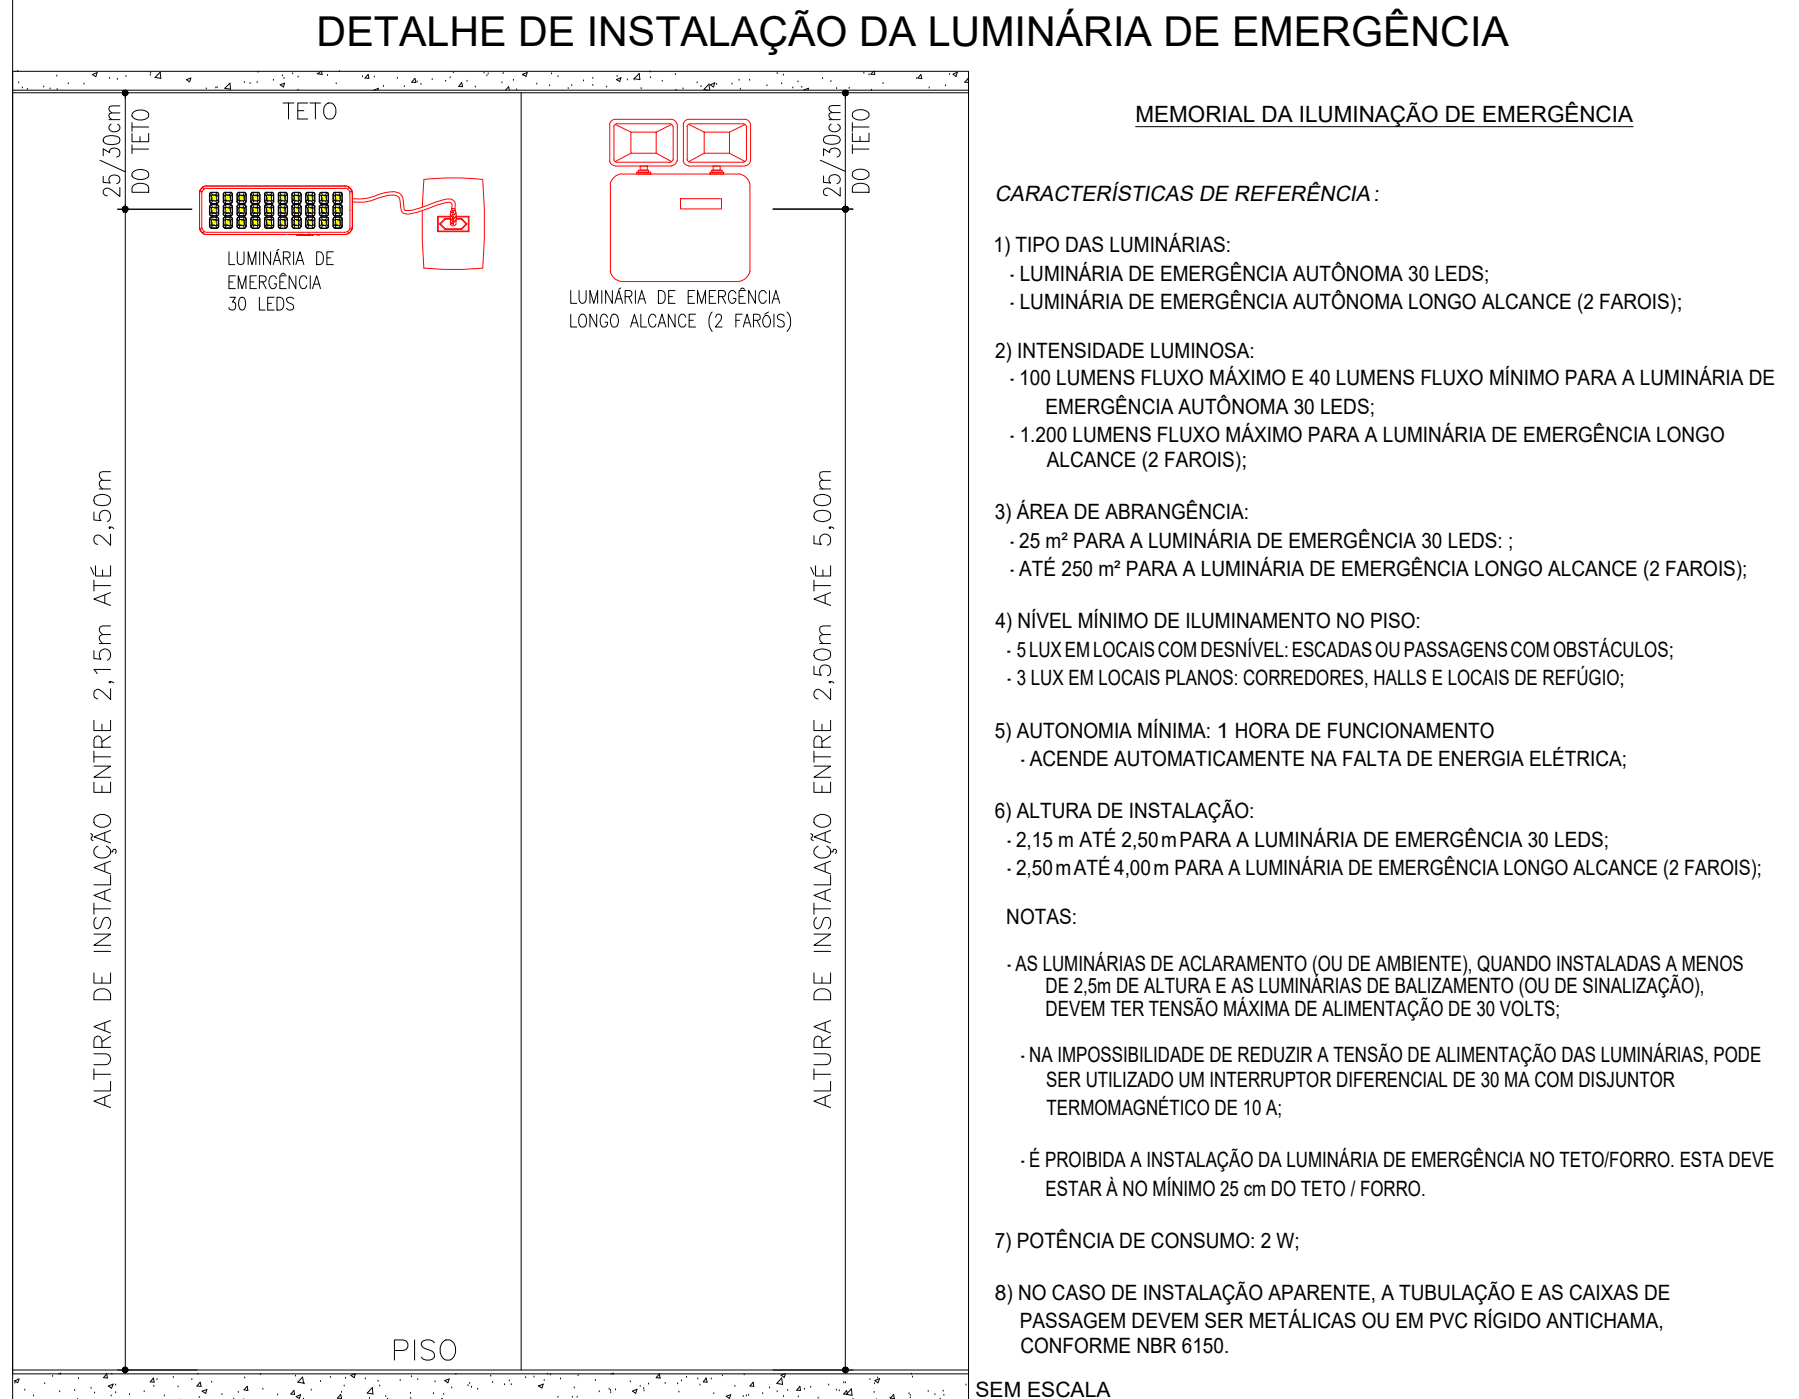 DETALHE DE INSTALAÇÃO DA LUMINÁRIA DE EMERGÊNCIA
TETO
25/30cm
DO TETO
LUMINÁRIA DE
EMERGÊNCIA
30 LEDS
ALTURA DE INSTALAÇÃO ENTRE 2,15m ATÉ 2,50m
25/30cm
DO TETO
LUMINÁRIA DE EMERGÊNCIA
LONGO ALCANCE (2 FARÓIS)
ALTURA DE INSTALAÇÃO ENTRE 2,50m ATÉ 5,00m
PISO
MEMORIAL DA ILUMINAÇÃO DE EMERGÊNCIA
CARACTERÍSTICAS DE REFERÊNCIA :
1) TIPO DAS LUMINÁRIAS:
- LUMINÁRIA DE EMERGÊNCIA AUTÔNOMA 30 LEDS;
- LUMINÁRIA DE EMERGÊNCIA AUTÔNOMA LONGO ALCANCE (2 FAROIS);
2) INTENSIDADE LUMINOSA:
- 100 LUMENS FLUXO MÁXIMO E 40 LUMENS FLUXO MÍNIMO PARA A LUMINÁRIA DE
EMERGÊNCIA AUTÔNOMA 30 LEDS;
- 1.200 LUMENS FLUXO MÁXIMO PARA A LUMINÁRIA DE EMERGÊNCIA LONGO
ALCANCE (2 FAROIS);
3) ÁREA DE ABRANGÊNCIA:
- 25 m² PARA A LUMINÁRIA DE EMERGÊNCIA 30 LEDS: ;
- ATÉ 250 m² PARA A LUMINÁRIA DE EMERGÊNCIA LONGO ALCANCE (2 FAROIS);
4) NÍVEL MÍNIMO DE ILUMINAMENTO NO PISO:
- 5 LUX EM LOCAIS COM DESNÍVEL: ESCADAS OU PASSAGENS COM OBSTÁCULOS;
- 3 LUX EM LOCAIS PLANOS: CORREDORES, HALLS E LOCAIS DE REFÚGIO;
5) AUTONOMIA MÍNIMA: 1 HORA DE FUNCIONAMENTO
- ACENDE AUTOMATICAMENTE NA FALTA DE ENERGIA ELÉTRICA;
6) ALTURA DE INSTALAÇÃO:
- 2,15 m ATÉ 2,50 m PARA A LUMINÁRIA DE EMERGÊNCIA 30 LEDS;
- 2,50 m ATÉ 4,00 m PARA A LUMINÁRIA DE EMERGÊNCIA LONGO ALCANCE (2 FAROIS);
NOTAS:
- AS LUMINÁRIAS DE ACLARAMENTO (OU DE AMBIENTE), QUANDO INSTALADAS A MENOS
DE 2,5m DE ALTURA E AS LUMINÁRIAS DE BALIZAMENTO (OU DE SINALIZAÇÃO),
DEVEM TER TENSÃO MÁXIMA DE ALIMENTAÇÃO DE 30 VOLTS;
- NA IMPOSSIBILIDADE DE REDUZIR A TENSÃO DE ALIMENTAÇÃO DAS LUMINÁRIAS, PODE
SER UTILIZADO UM INTERRUPTOR DIFERENCIAL DE 30 MA COM DISJUNTOR
TERMOMAGNÉTICO DE 10 A;
- É PROIBIDA A INSTALAÇÃO DA LUMINÁRIA DE EMERGÊNCIA NO TETO/FORRO. ESTA DEVE
ESTAR À NO MÍNIMO 25 cm DO TETO / FORRO.
7) POTÊNCIA DE CONSUMO: 2 W;
8) NO CASO DE INSTALAÇÃO APARENTE, A TUBULAÇÃO E AS CAIXAS DE
PASSAGEM DEVEM SER METÁLICAS OU EM PVC RÍGIDO ANTICHAMA,
CONFORME NBR 6150.
SEM ESCALA